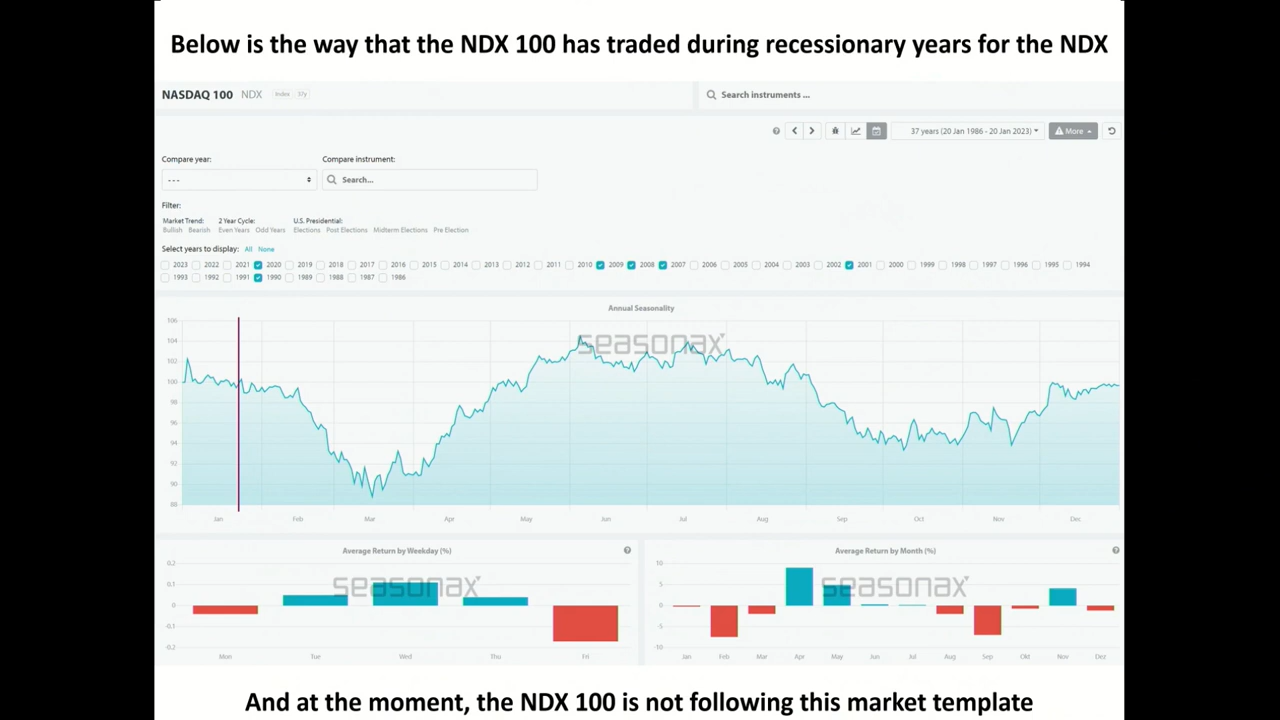 Below is the way that the NDX 100 has traded during recessionary years for the NDX
NASDAQ 100 NDX Index 37y
Search instruments ...
37 years (20 Jan 1986 - 20 Jan 2023) More
Compare year: Compare instrument:
--- Search...
Filter:
Market Trend: 2 Year Cycle: U.S. Presidential:
Bullish Bearish Even Years Odd Years Elections Post Elections Midterm Elections Pre Election
Select years to display: All None
2023 2022 2021 2020 2019 2018 2017 2016 2015 2014 2013 2012 2011 2010 2009 2008 2007 2006 2005 2004 2003 2002 2001 2000 1999 1998 1997 1996 1995 1994
1993 1992 1991 1990 1989 1988 1987 1986
Annual Seasonality
seasonax
106
104
102
100
98
96
94
92
90
88
Jan Feb Mar Apr May Jun Jul Aug Sep Oct Nov Dec
Average Return by Weekday (%)
seasonax
0.2
0.1
0
-0.1
-0.2
Mon Tue Wed Thu Fri
Average Return by Month (%)
seasonax
10
5
0
-5
-10
Jan Feb Mar Apr May Jun Jul Aug Sep Okt Nov Dez
And at the moment, the NDX 100 is not following this market template